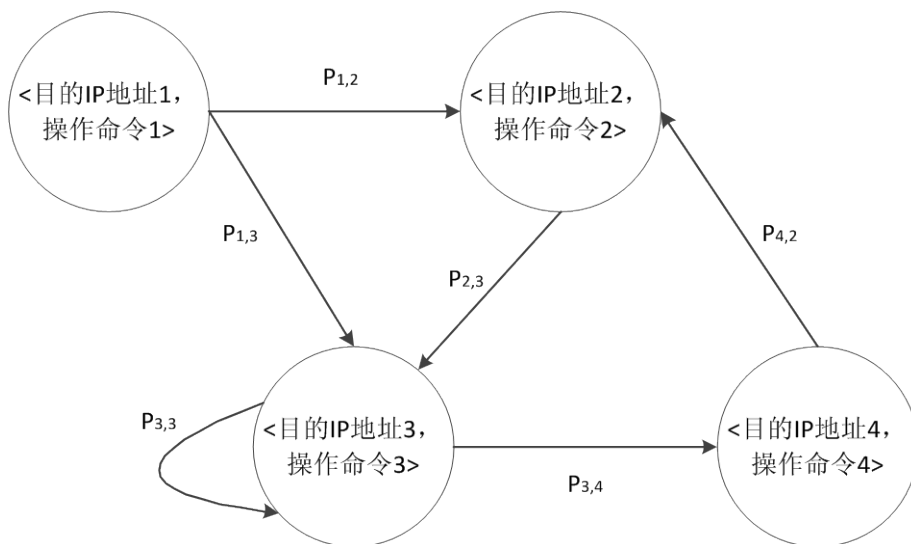 P1,2
<目的IP地址1,
操作命令1>
<目的IP地址2,
操作命令2>
P1,3
P2,3
P4,2
P3,3
<目的IP地址3,
操作命令3>
<目的IP地址4,
操作命令4>
P3,4